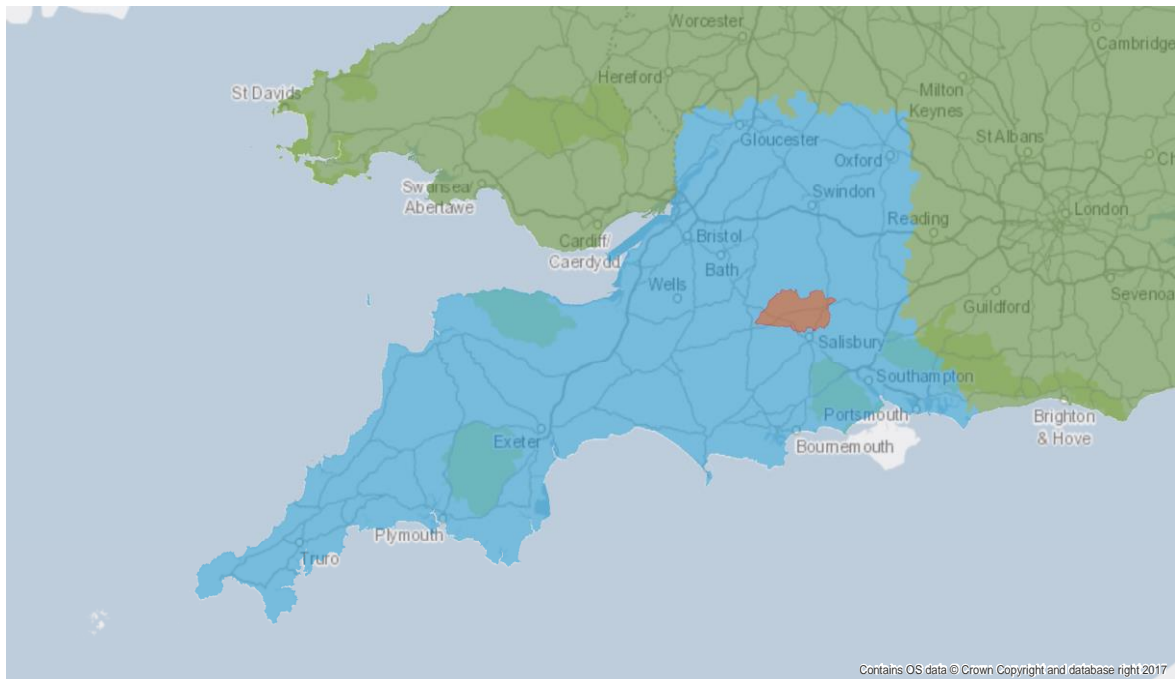 Worcester
Cambridge
Hereford
Milton
Keynes
St Davids
Gloucester
St Albans
Oxford
Swansea/
Abertawe
Swindon
London
Reading
Cardiff/
Caerdydd
Bristol
Bath
Wells
Guildford
Sevenoa
Salisbury
Southampton
Portsmouth
Brighton
& Hove
Exeter
Bournemouth
Plymouth
Truro
Contains OS data © Crown Copyright and database right 2017